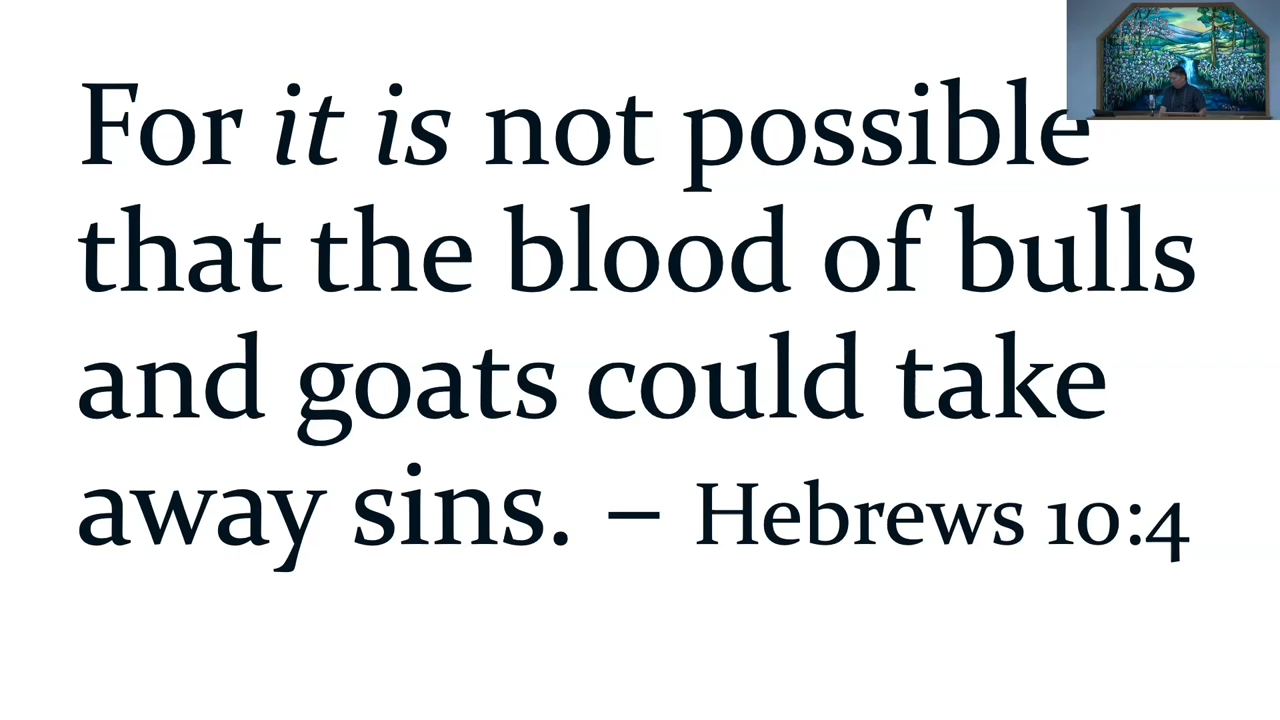 For it is not possible
that the blood of bulls
and goats could take
away sins. – Hebrews 10:4